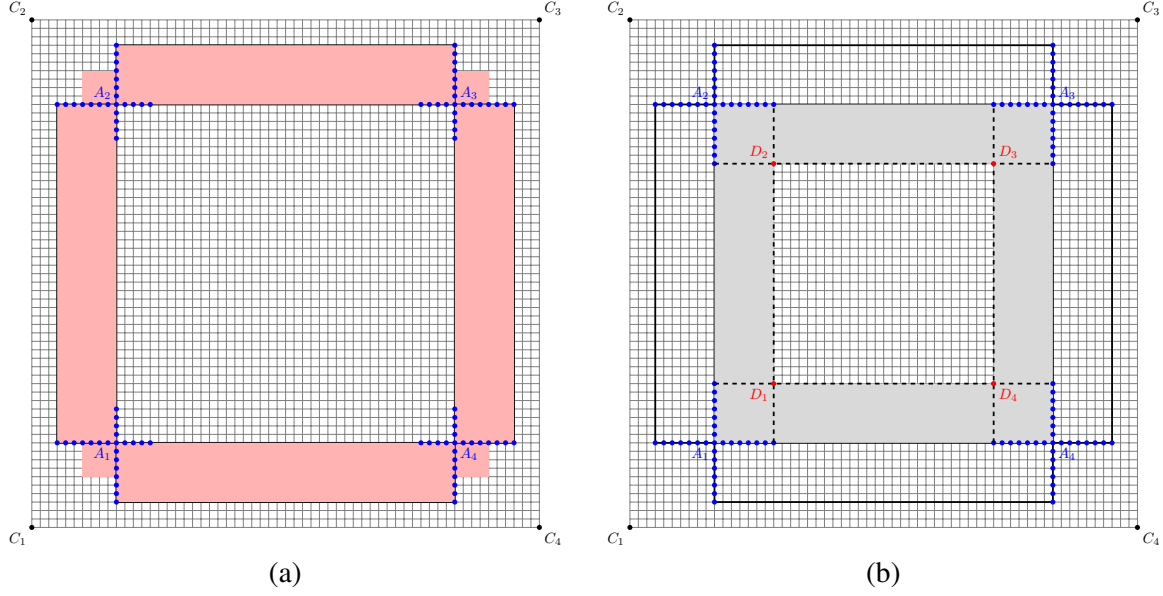 C₂ C₃ C₂ C₃
A₂ A₃ A₂ A₃
D₂ D₃
D₁ D₄
A₁ A₄ A₁ A₄
C₁ C₄ C₁ C₄
(a) (b)